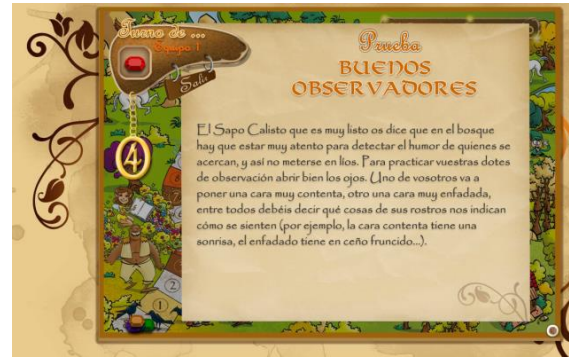 Turno de ...
Equipo 1
Salir
4
Prueba
BUENOS
OBSERVADORES
El Sapo Calisto que es muy listo os dice que en el bosque
hay que estar muy atento para detectar el humor de quienes se
acercan, y así no meterse en líos. Para practicar vuestras dotes
de observación abrir bien los ojos. Uno de vosotros va a
poner una cara muy contenta, otro una cara muy enfadada,
entre todos debéis decir qué cosas de sus rostros nos indican
cómo se sienten (por ejemplo, la cara contenta tiene una
sonrisa, el enfadado tiene en ceño fruncido...).
2
1